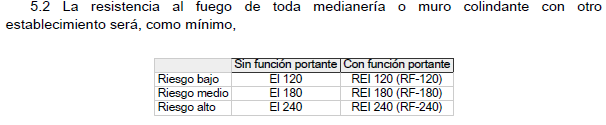 5.2 La resistencia al fuego de toda medianería o muro colindante con otro
establecimiento será, como mínimo,
Sin función portante Con función portante
Riesgo bajo EI 120 REI 120 (RF-120)
Riesgo medio EI 180 REI 180 (RF-180)
Riesgo alto EI 240 REI 240 (RF-240)